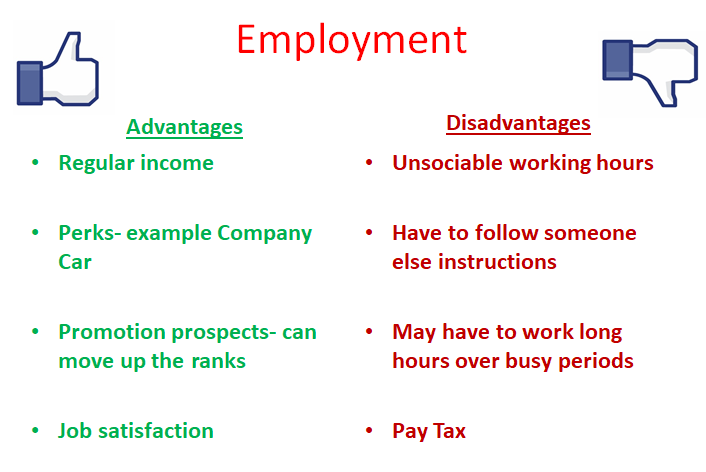 Employment
Advantages
• Regular income
• Perks- example Company
Car
• Promotion prospects- can
move up the ranks
• Job satisfaction
Disadvantages
• Unsociable working hours
• Have to follow someone
else instructions
• May have to work long
hours over busy periods
• Pay Tax